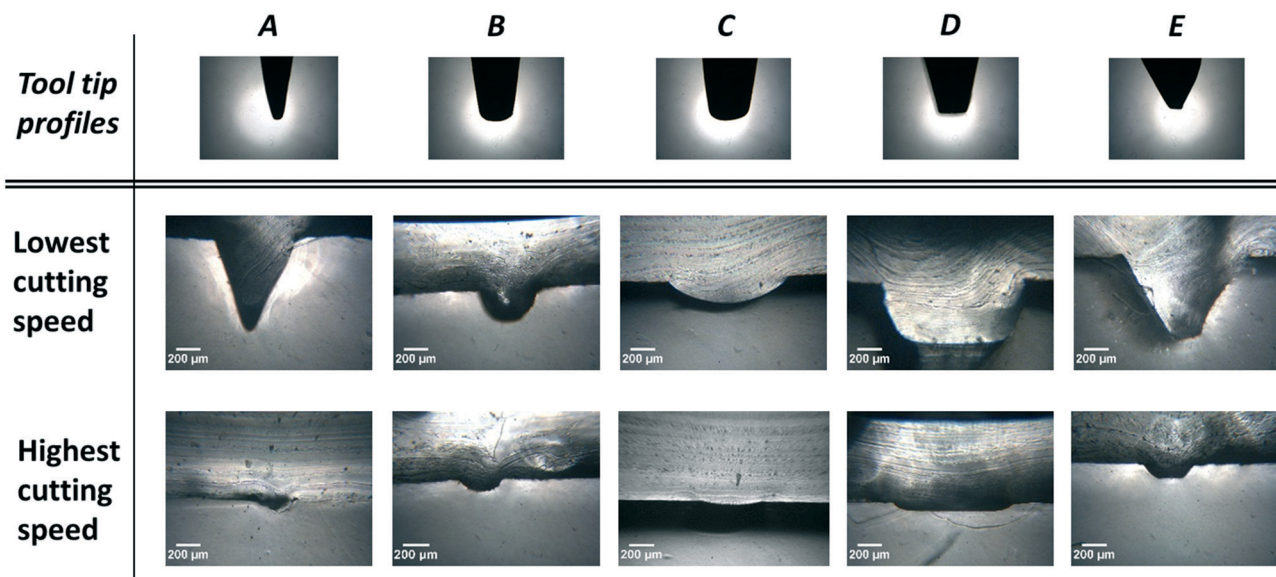 A B C D E
Tool tip
profiles
Lowest
cutting
speed
200 µm 200 µm 200 µm 200 µm 200 µm
Highest
cutting
speed
200 µm 200 µm 200 µm 200 µm 200 µm